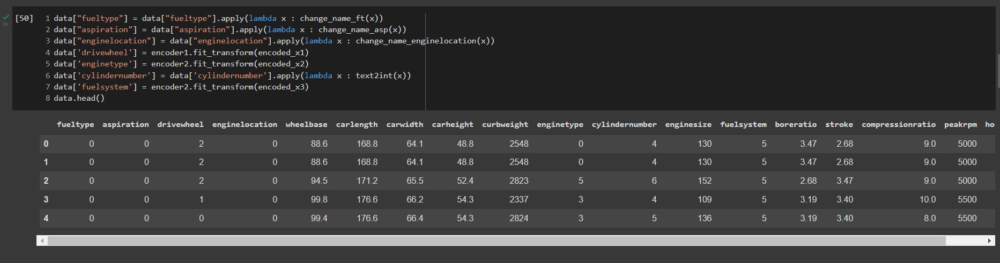 [50] 1 data["fueltype"] = data["fueltype"].apply(lambda x : change_name_ft(x))
0s 2 data["aspiration"] = data["aspiration"].apply(lambda x : change_name_asp(x))
3 data["enginelocation"] = data["enginelocation"].apply(lambda x : change_name_enginelocation(x))
4 data['drivewheel'] = encoder1.fit_transform(encoded_x1)
5 data['enginetype'] = encoder2.fit_transform(encoded_x2)
6 data['cylindernumber'] = data['cylindernumber'].apply(lambda x : text2int(x))
7 data['fuelsystem'] = encoder2.fit_transform(encoded_x3)
8 data.head()
fueltype aspiration drivewheel enginelocation wheelbase carlength carwidth carheight curbweight enginetype cylindernumber enginesize fuelsystem boreratio stroke compressionratio peakrpm ho
0 0 0 2 0 88.6 168.8 64.1 48.8 2548 0 4 130 5 3.47 2.68 9.0 5000
1 0 0 2 0 88.6 168.8 64.1 48.8 2548 0 4 130 5 3.47 2.68 9.0 5000
2 0 0 2 0 94.5 171.2 65.5 52.4 2823 5 6 152 5 2.68 3.47 9.0 5000
3 0 0 1 0 99.8 176.6 66.2 54.3 2337 3 4 109 5 3.19 3.40 10.0 5500
4 0 0 0 0 99.4 176.6 66.4 54.3 2824 3 5 136 5 3.19 3.40 8.0 5500